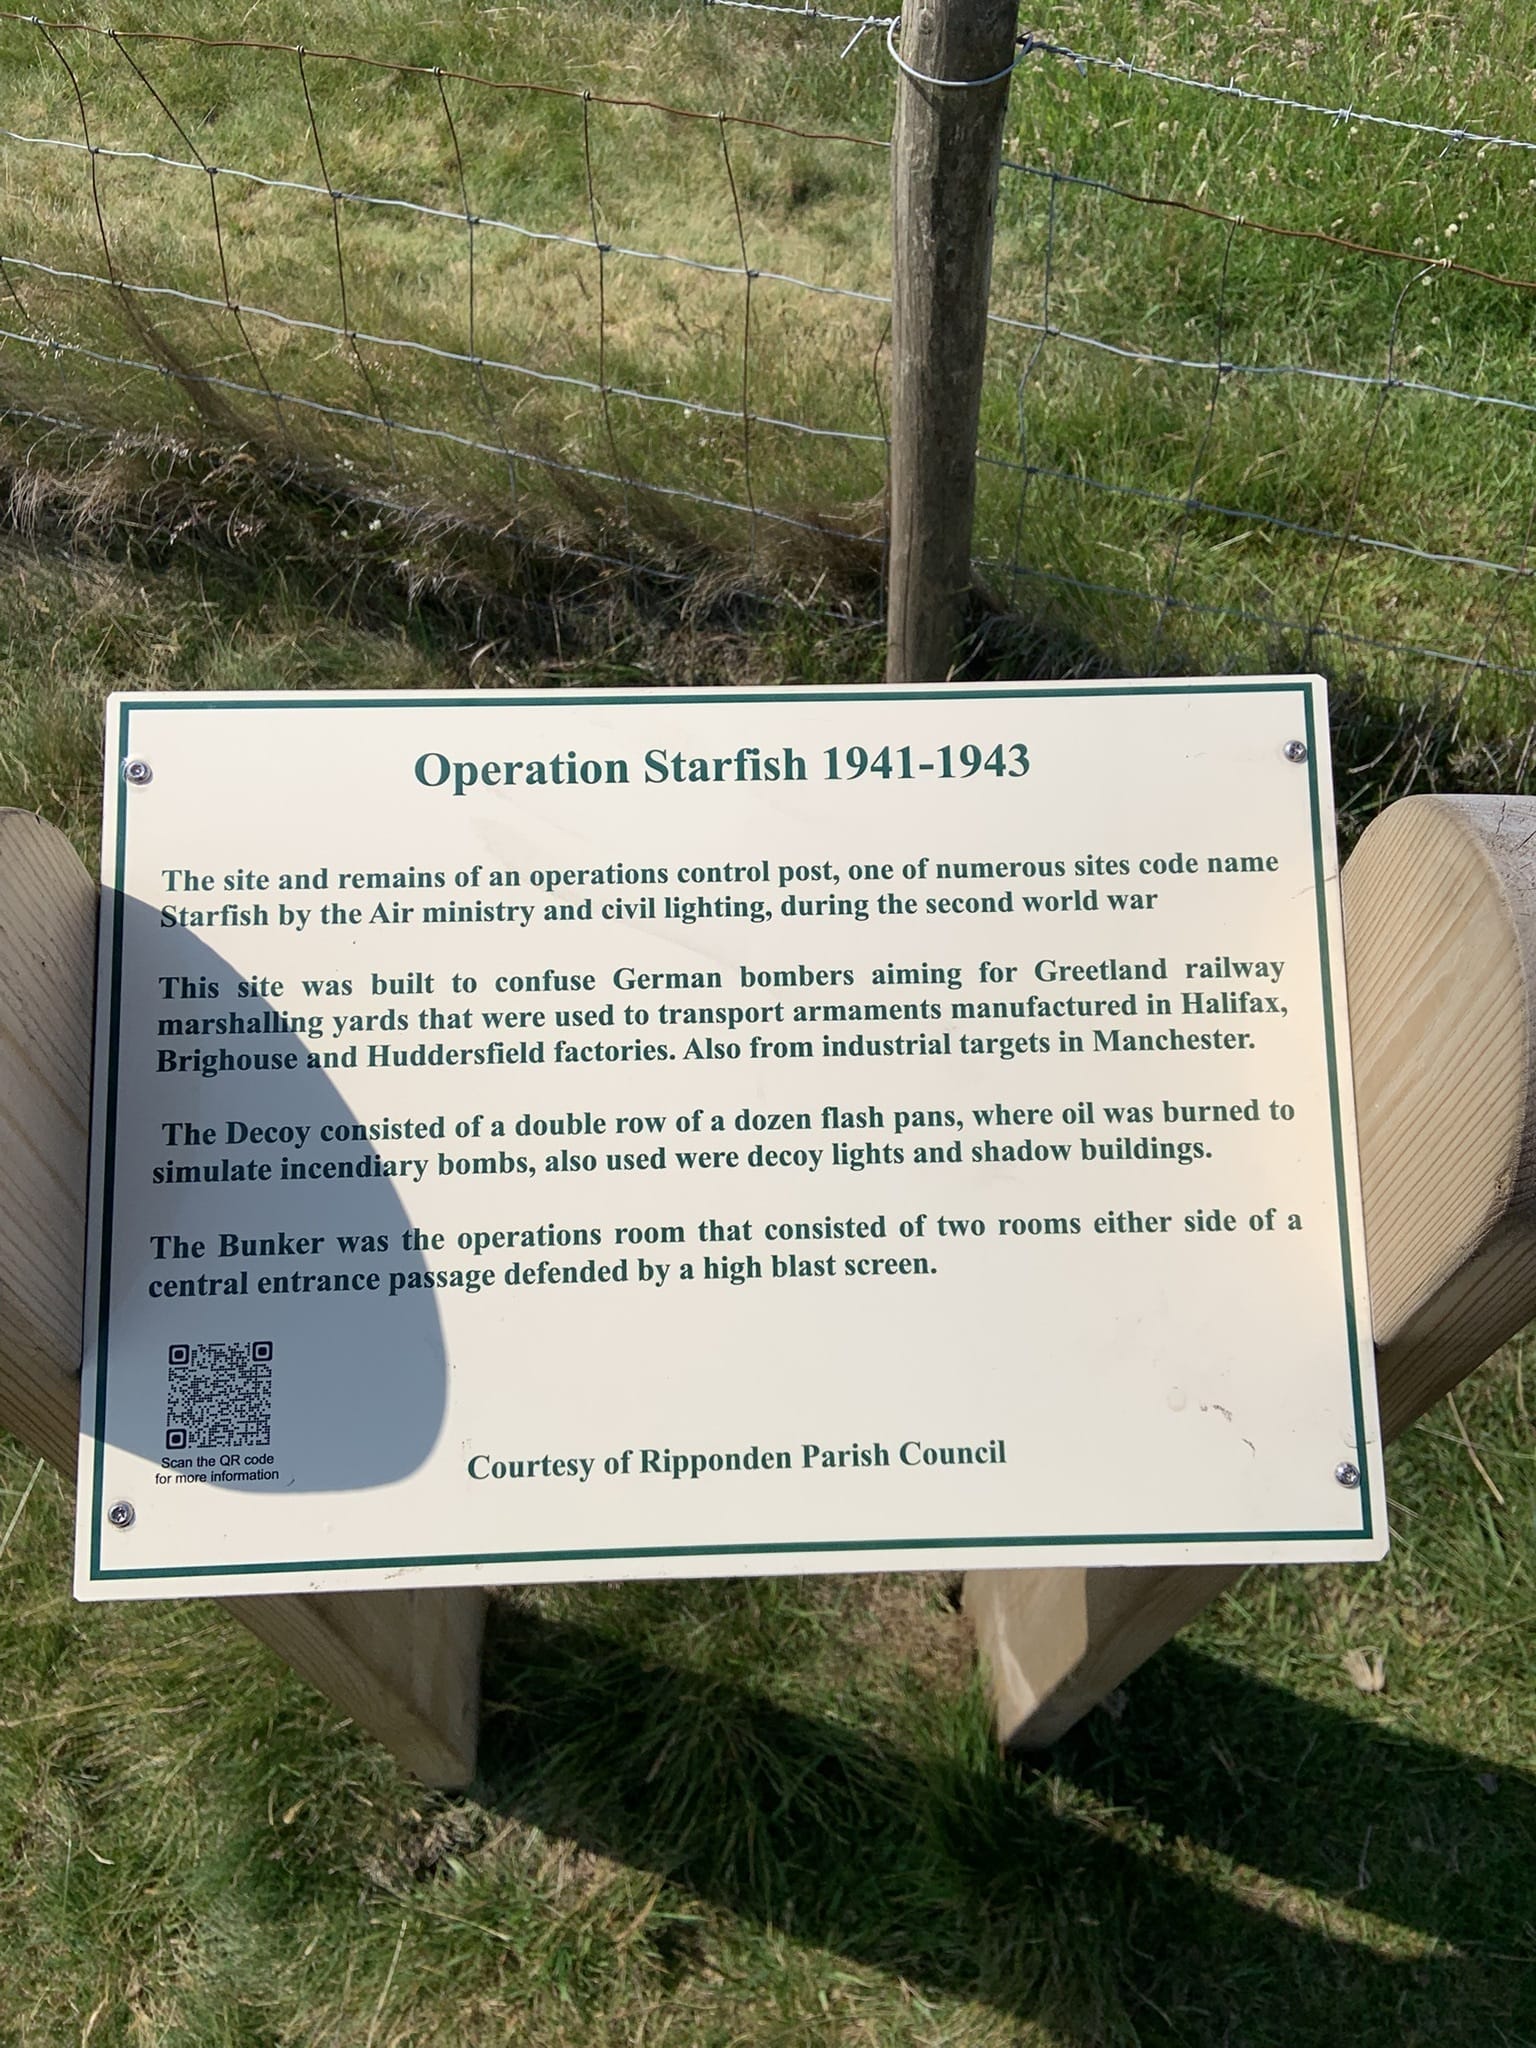 Operation Starfish 1941-1943
The site and remains of an operations control post, one of numerous sites code name
Starfish by the Air ministry and civil lighting, during the second world war
This site was built to confuse German bombers aiming for Greetland railway
marshalling yards that were used to transport armaments manufactured in Halifax,
Brighouse and Huddersfield factories. Also from industrial targets in Manchester.
The Decoy consisted of a double row of a dozen flash pans, where oil was burned to
simulate incendiary bombs, also used were decoy lights and shadow buildings.
The Bunker was the operations room that consisted of two rooms either side of a
central entrance passage defended by a high blast screen.
Scan the QR code
for more information
Courtesy of Ripponden Parish Council